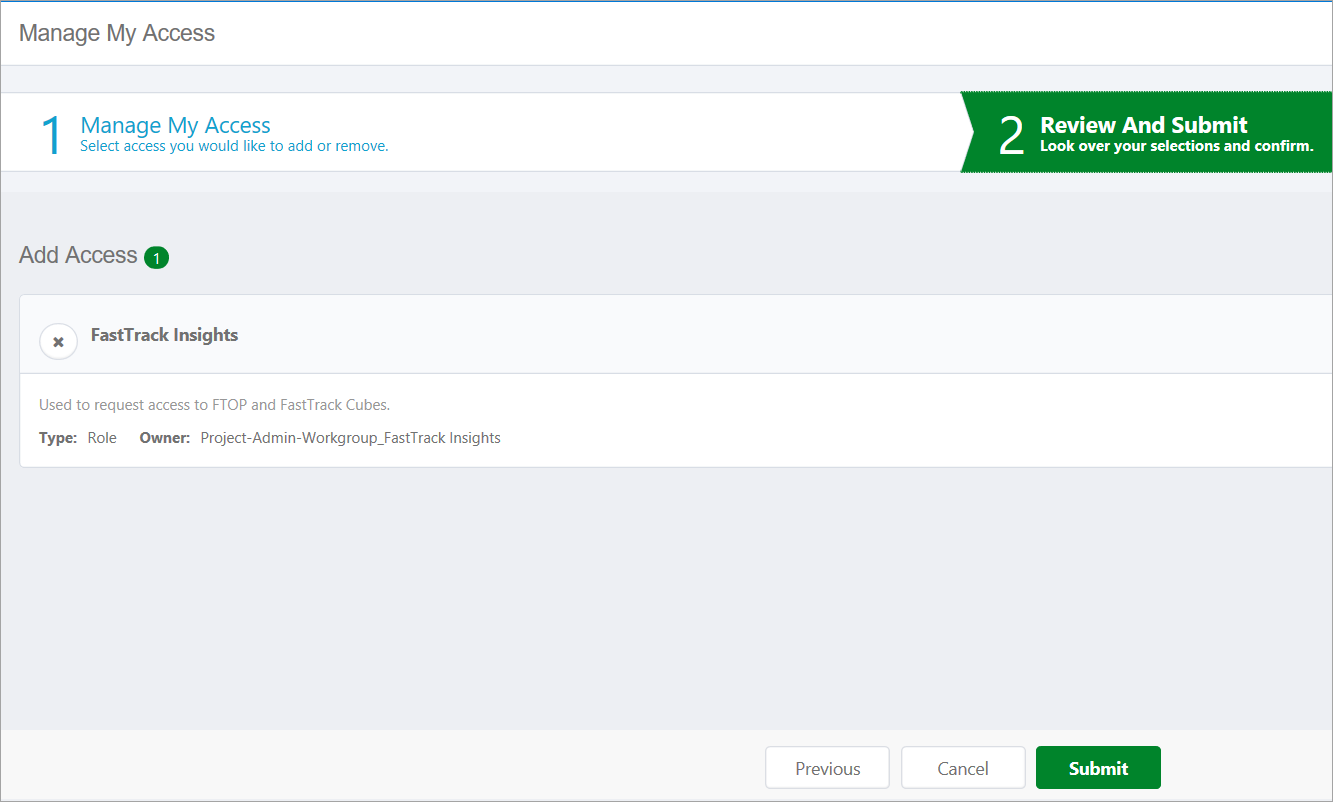 Manage My Access
1 Manage My Access
Select access you would like to add or remove.
2 Review And Submit
Look over your selections and confirm.
Add Access 1
FastTrack Insights
Used to request access to FTOP and FastTrack Cubes.
Type: Role Owner: Project-Admin-Workgroup_FastTrack Insights
Previous Cancel Submit